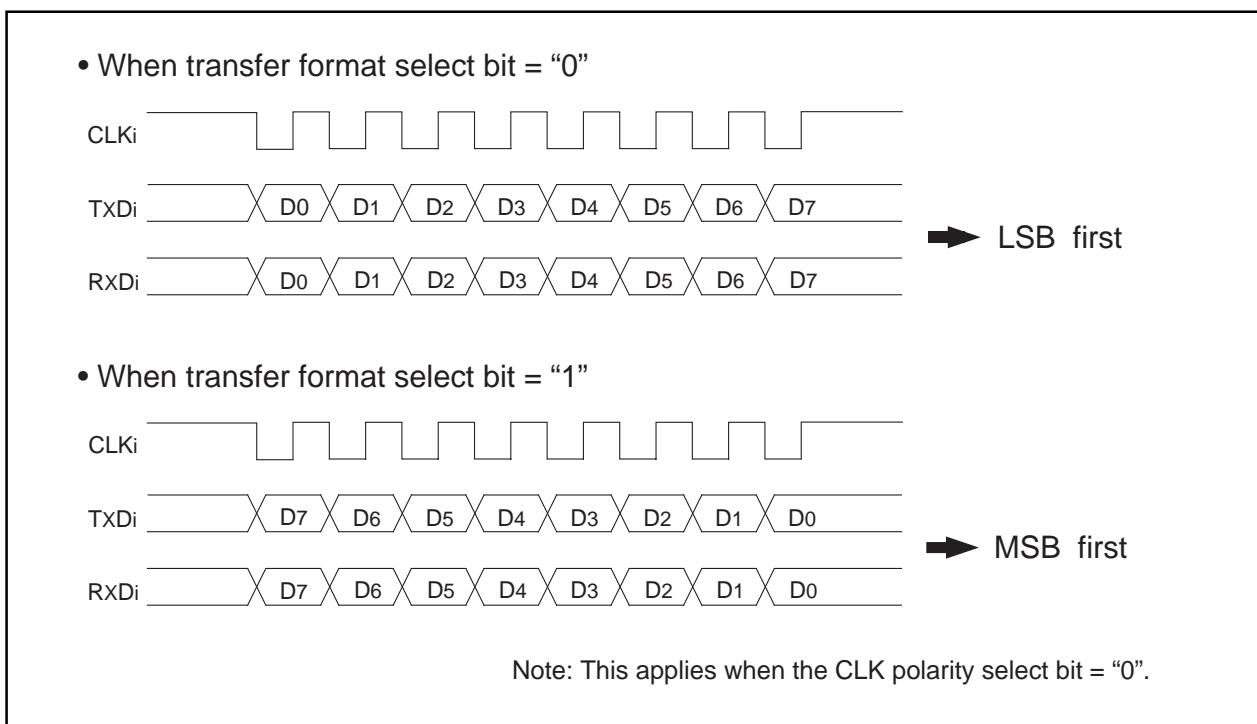 • When transfer format select bit = “0”
CLKi
TXDi D0 D1 D2 D3 D4 D5 D6 D7
LSB first
RXDi D0 D1 D2 D3 D4 D5 D6 D7
• When transfer format select bit = “1”
CLKi
TXDi D7 D6 D5 D4 D3 D2 D1 D0
MSB first
RXDi D7 D6 D5 D4 D3 D2 D1 D0
Note: This applies when the CLK polarity select bit = “0”.